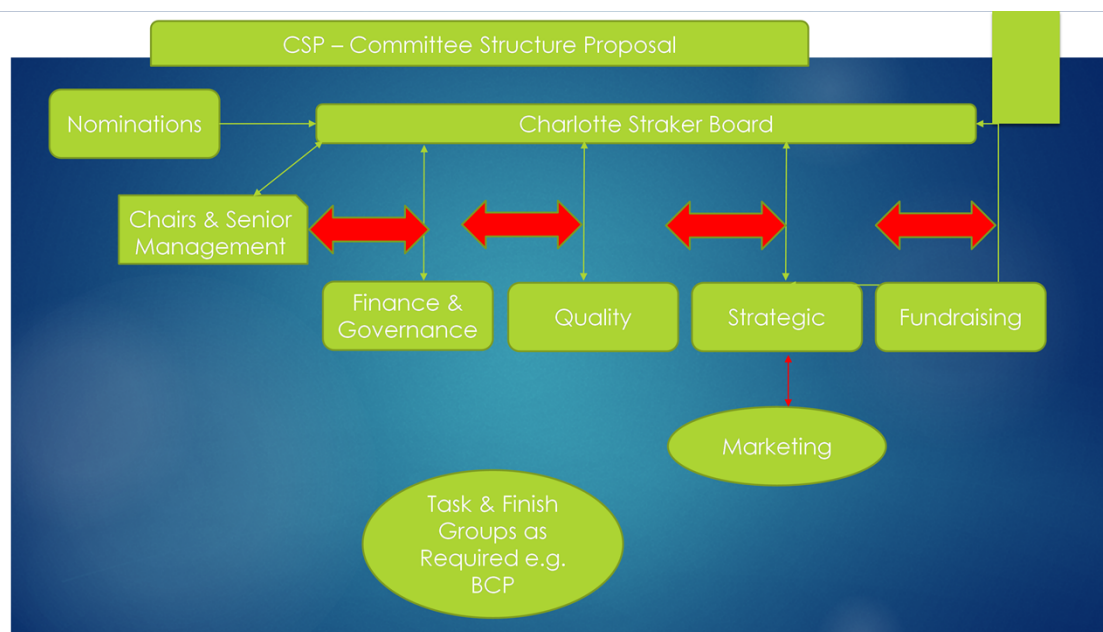 CSP – Committee Structure Proposal
Nominations
Charlotte Straker Board
Chairs & Senior
Management
Finance &
Governance
Quality
Strategic
Fundraising
Marketing
Task & Finish
Groups as
Required e.g.
BCP